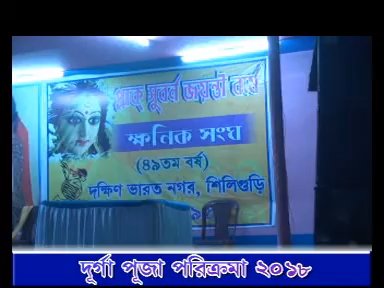 প্রাক্ সুবর্ন জয়ন্তী বর্ষে
ক্ষনিক সংঘ
(৪৯তম বর্ষ)
দক্ষিণ ভারত নগর, শিলিগুড়ি
দূর্গা পূজা পরিক্রমা ২০১৮